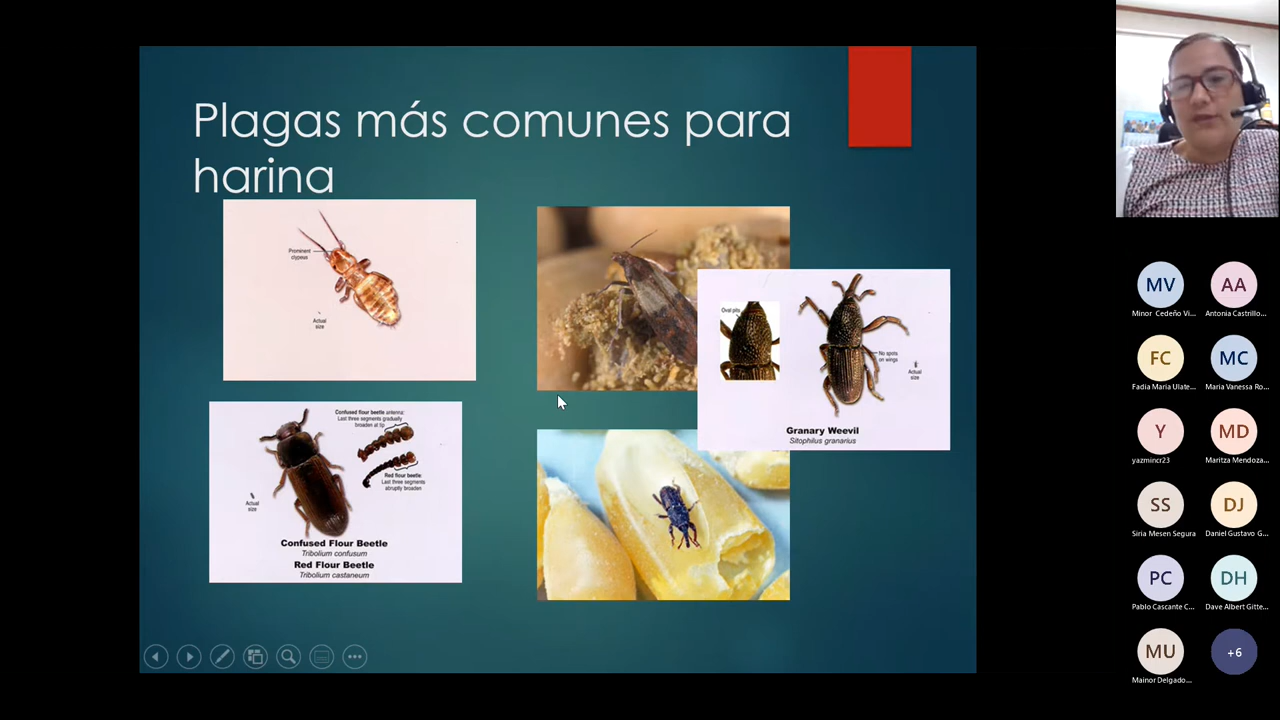 Plagas más comunes para
harina
Prominent
clypeus
Actual
size
Oval pits
No spots
on wings
Actual
size
Granary Weevil
Sitophilus granarius
Confused flour beetle antenna:
Last three segments gradually
broaden at tip
Red flour beetle:
Last three segments
abruptly broaden
Actual
size
Confused Flour Beetle
Tribolium confusum
Red Flour Beetle
Tribolium castaneum
MV
AA
Minor Cedeño Vi...
Antonia Castrillo...
FC
MC
Fadia Maria Ulate...
Maria Vanessa Ro...
Y
MD
yazmincr23
Maritza Mendoza...
SS
DJ
Siria Mesen Segura
Daniel Gustavo G...
PC
DH
Pablo Cascante C...
Dave Albert Gitte...
MU
+6
Mainor Delgado...